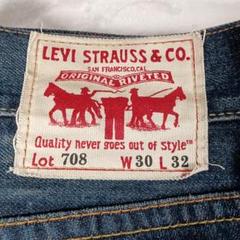 LEVI STRAUSS & CO.
SAN FRANCISCO, CAL.
ORIGINAL RIVETED
Quality never goes out of style™
Lot 708 W 30 L 32